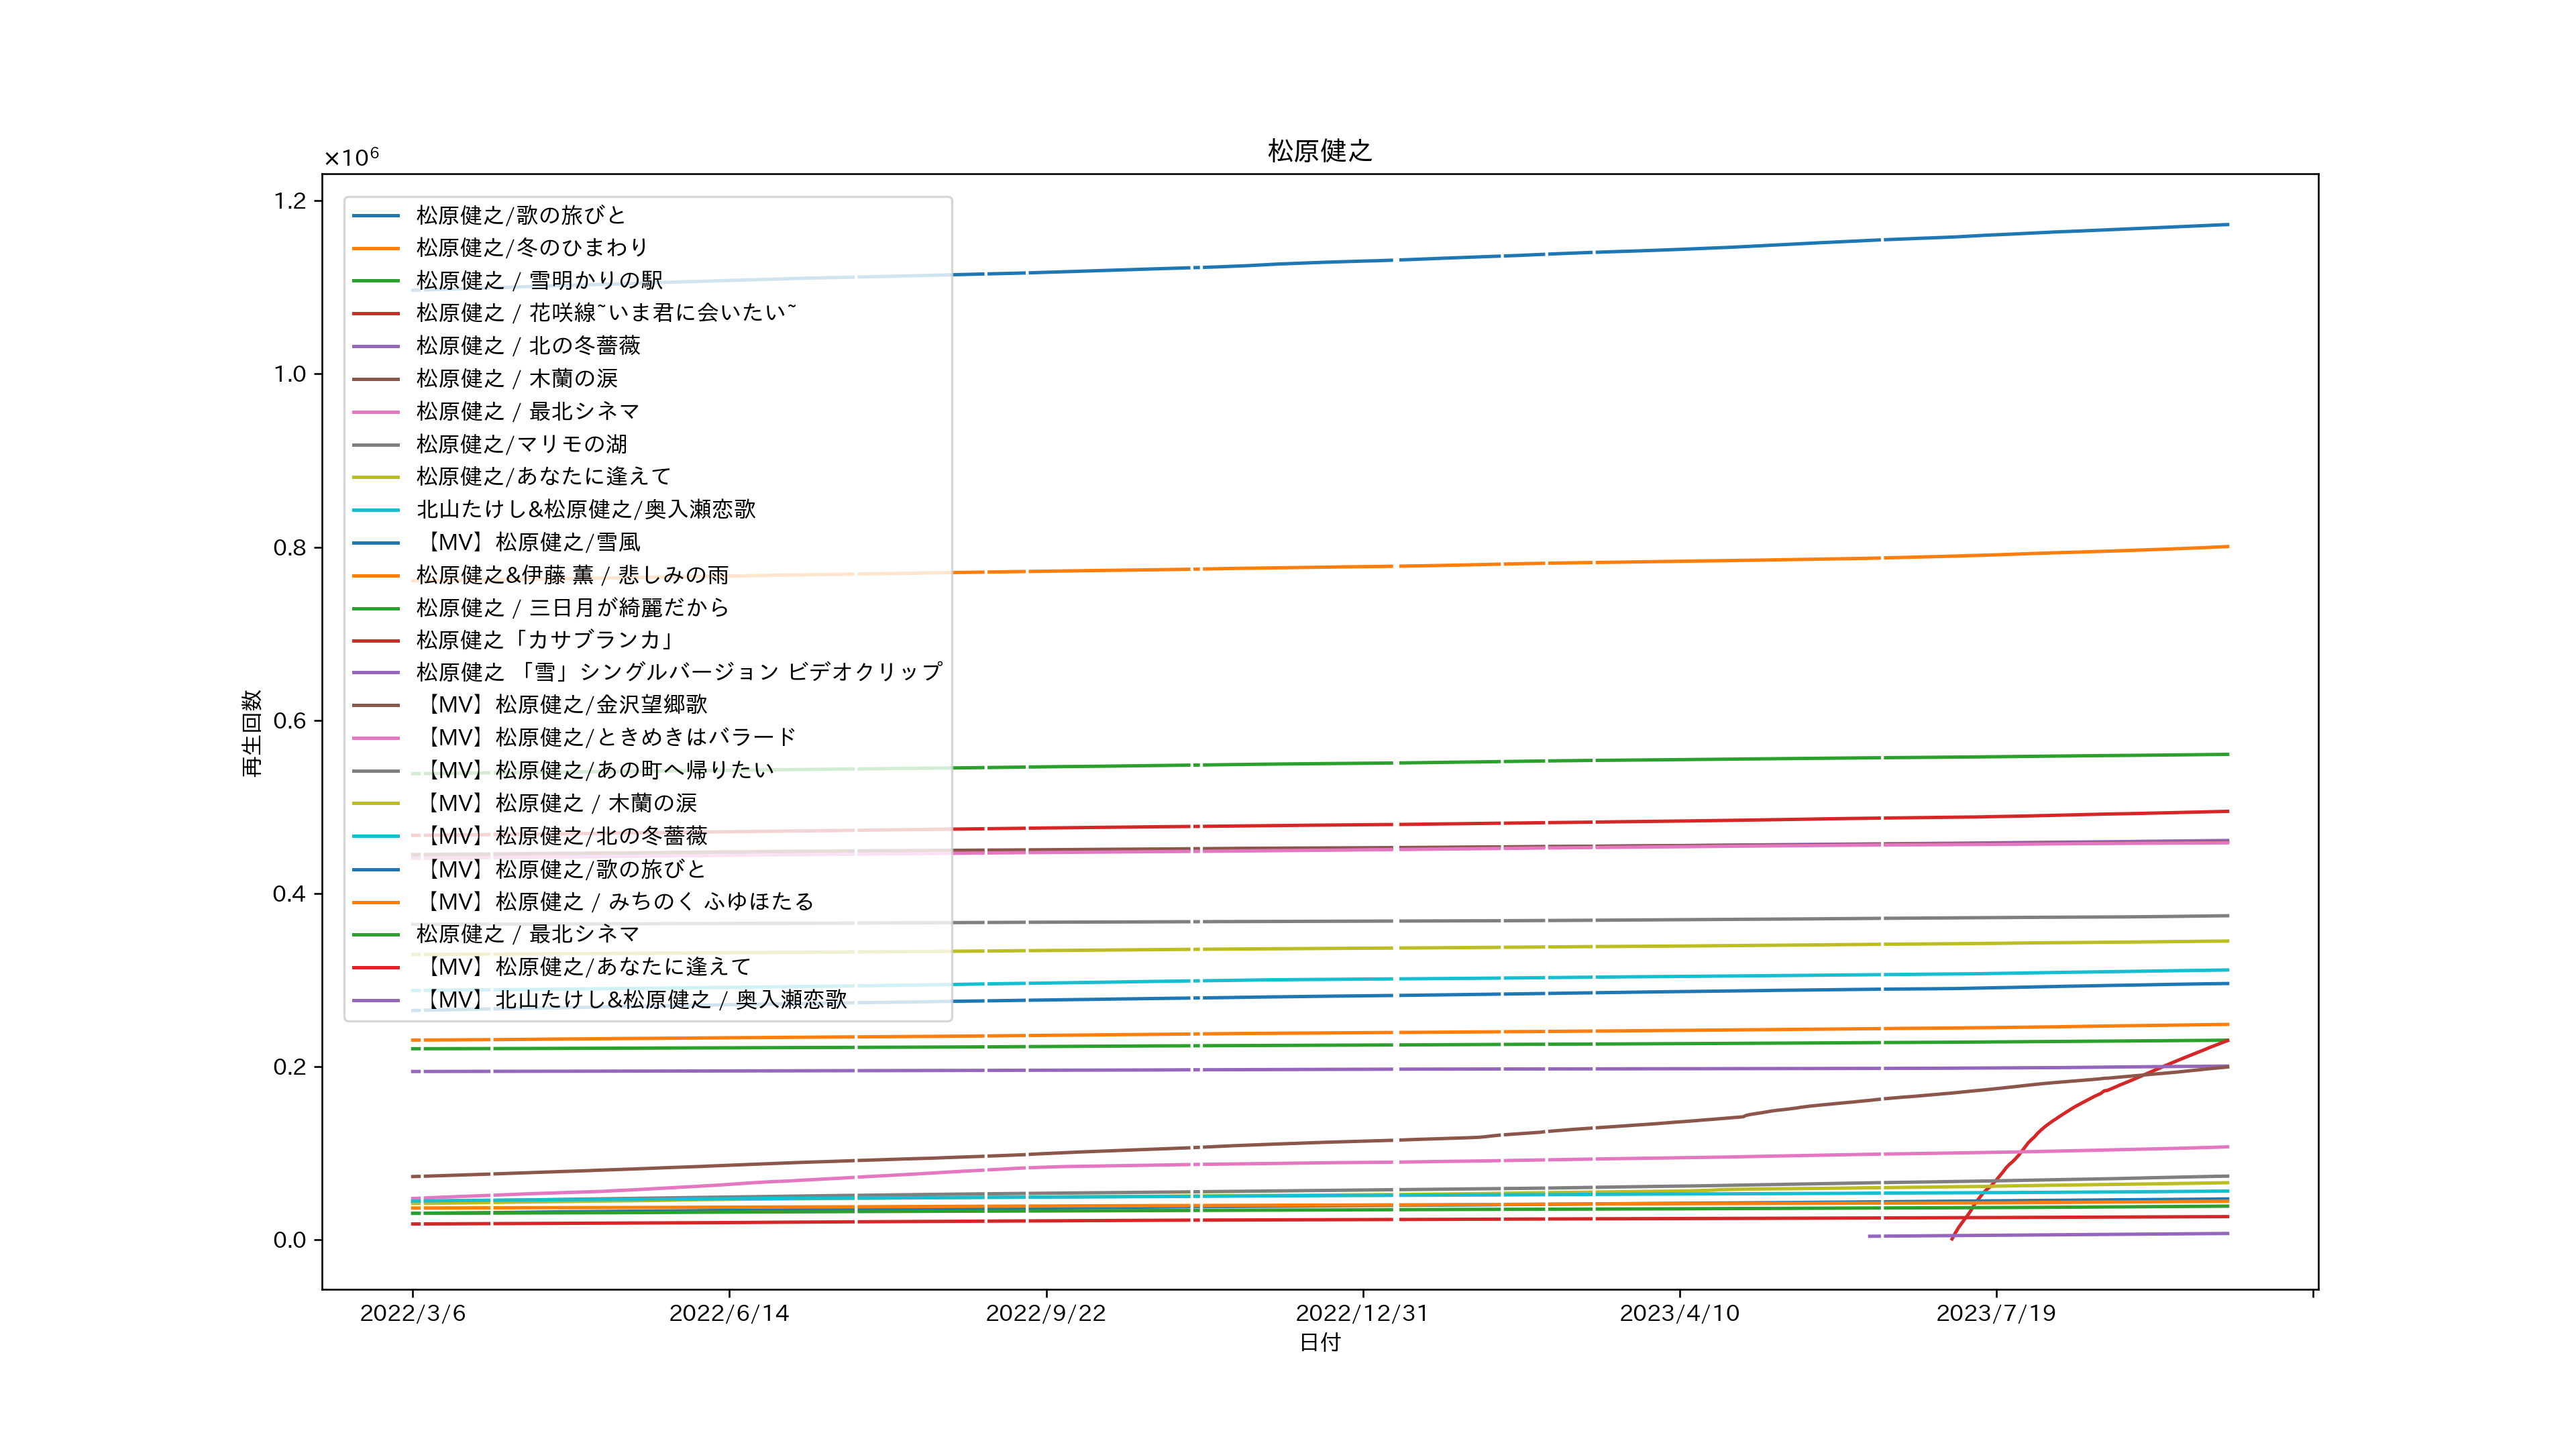 松原健之
×10⁶
1.2
1.0
0.8
0.6
0.4
0.2
0.0
再生回数
松原健之/歌の旅びと
松原健之/冬のひまわり
松原健之 / 雪明かりの駅
松原健之 / 花咲線~いま君に会いたい~
松原健之 / 北の冬薔薇
松原健之 / 木蘭の涙
松原健之 / 最北シネマ
松原健之/マリモの湖
松原健之/あなたに逢えて
北山たけし&松原健之/奥入瀬恋歌
【MV】松原健之/雪風
松原健之&伊藤 薫 / 悲しみの雨
松原健之 / 三日月が綺麗だから
松原健之「カサブランカ」
松原健之 「雪」シングルバージョン ビデオクリップ
【MV】松原健之/金沢望郷歌
【MV】松原健之/ときめきはバラード
【MV】松原健之/あの町へ帰りたい
【MV】松原健之 / 木蘭の涙
【MV】松原健之/北の冬薔薇
【MV】松原健之/歌の旅びと
【MV】松原健之 / みちのく ふゆほたる
松原健之 / 最北シネマ
【MV】松原健之/あなたに逢えて
【MV】北山たけし&松原健之 / 奥入瀬恋歌
2022/3/6
2022/6/14
2022/9/22
2022/12/31
2023/4/10
2023/7/19
日付